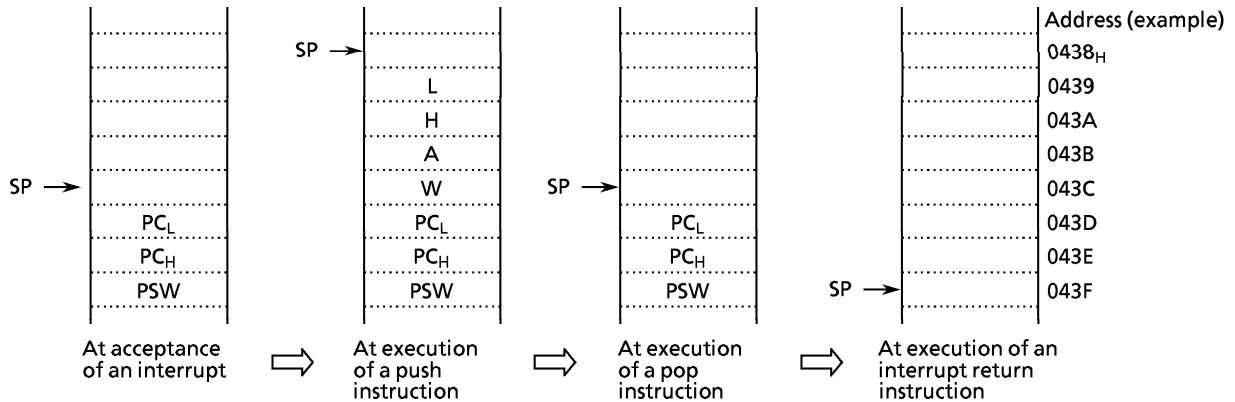 Address (example)
SP 0438H
L 0439
H 043A
A 043B
SP W SP 043C
PCL PCL PCL 043D
PCH PCH PCH 043E
PSW PSW PSW SP 043F
At acceptance
of an interrupt
At execution
of a push
instruction
At execution
of a pop
instruction
At execution of an
interrupt return
instruction